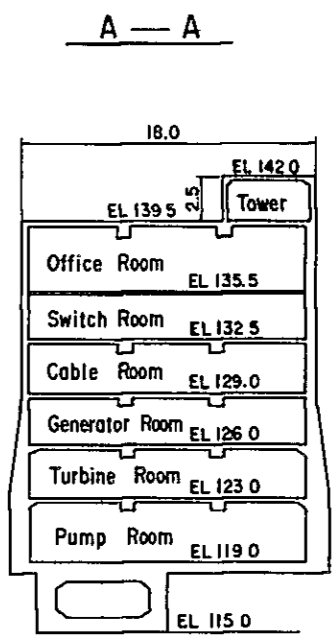 A — A
18.0
EL 142.0
2.5
EL 139.5
Tower
Office Room
EL 135.5
Switch Room
EL 132.5
Cable Room
EL 129.0
Generator Room
EL 126.0
Turbine Room
EL 123.0
Pump Room
EL 119.0
EL 115.0